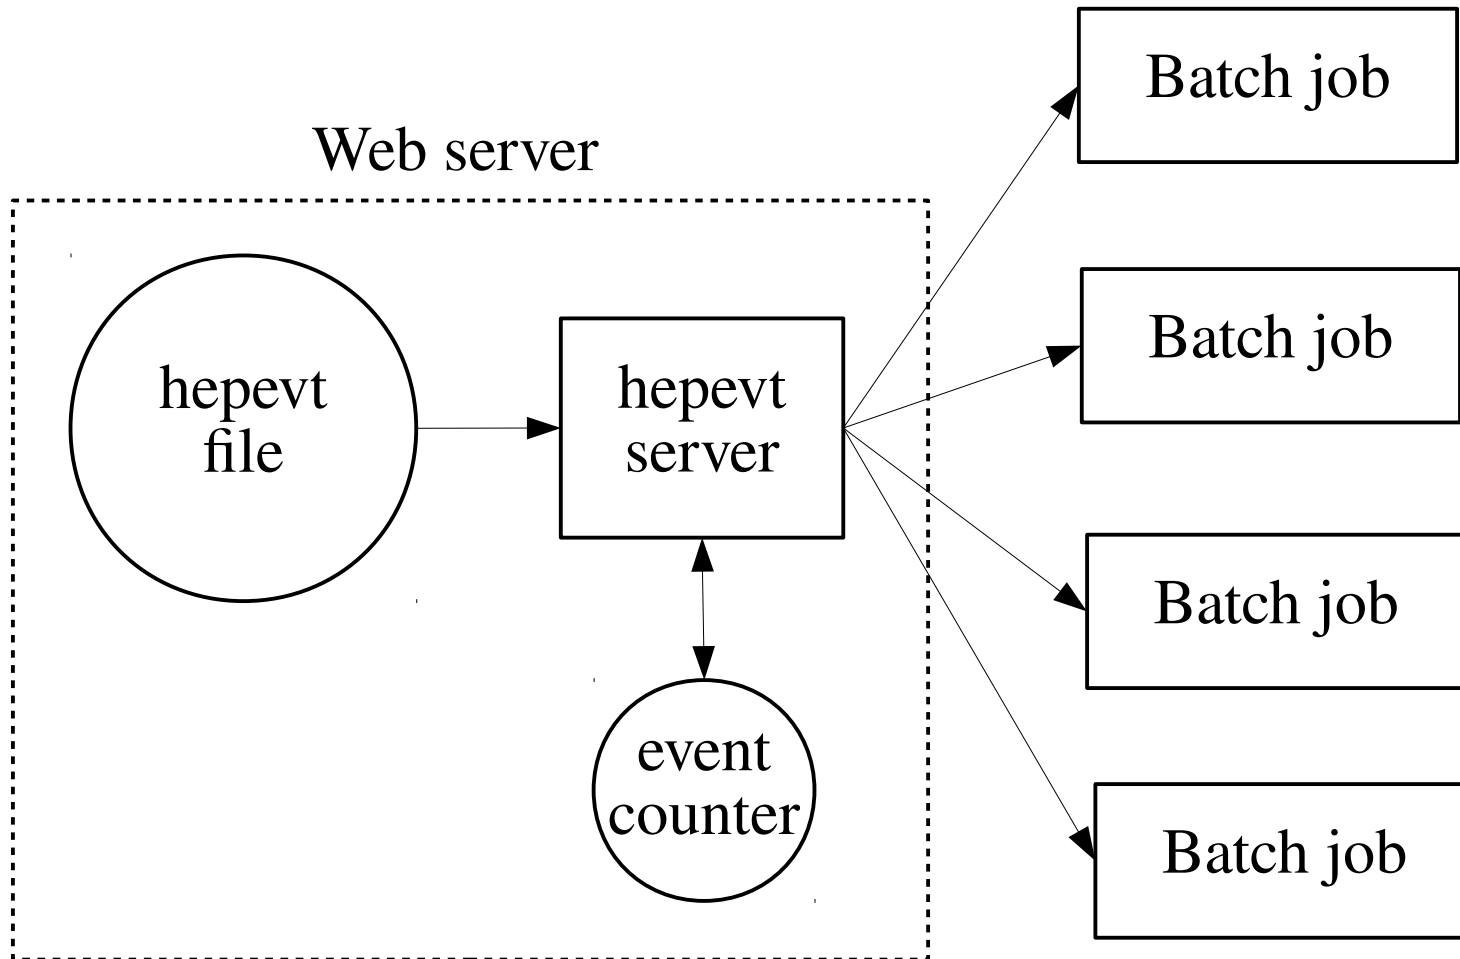 Batch job
Web server
Batch job
hepevt
file
hepevt
server
Batch job
event
counter
Batch job